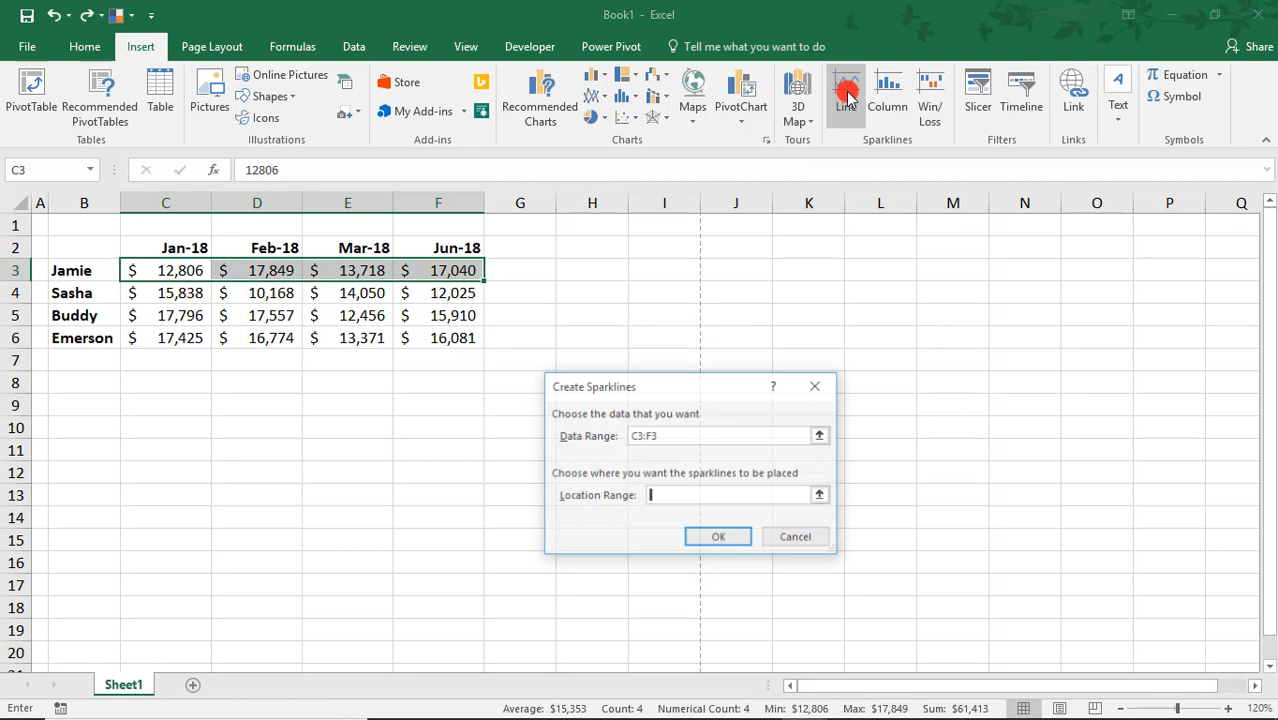 Book1 - Excel
File Home Insert Page Layout Formulas Data Review View Developer Power Pivot Tell me what you want to do Share
PivotTable Recommended PivotTables Table Pictures Online Pictures Shapes Icons Store My Add-ins Recommended Charts Maps PivotChart 3D Map Line Column Win/ Loss Slicer Timeline Link Text Equation Symbol
Tables Illustrations Add-ins Charts Tours Sparklines Filters Links Symbols
C3 fx 12806
A B C D E F G H I J K L M N O P Q
1
2 Jan-18 Feb-18 Mar-18 Jun-18
3 Jamie $ 12,806 $ 17,849 $ 13,718 $ 17,040
4 Sasha $ 15,838 $ 10,168 $ 14,050 $ 12,025
5 Buddy $ 17,796 $ 17,557 $ 12,456 $ 15,910
6 Emerson $ 17,425 $ 16,774 $ 13,371 $ 16,081
7
8
9
10
11
12
13
14
15
16
17
18
19
20
Create Sparklines ?
Choose the data that you want
Data Range: C3:F3
Choose where you want the sparklines to be placed
Location Range:
OK Cancel
Sheet1
Enter Average: $15,353 Count: 4 Numerical Count: 4 Min: $12,806 Max: $17,849 Sum: $61,413 120%